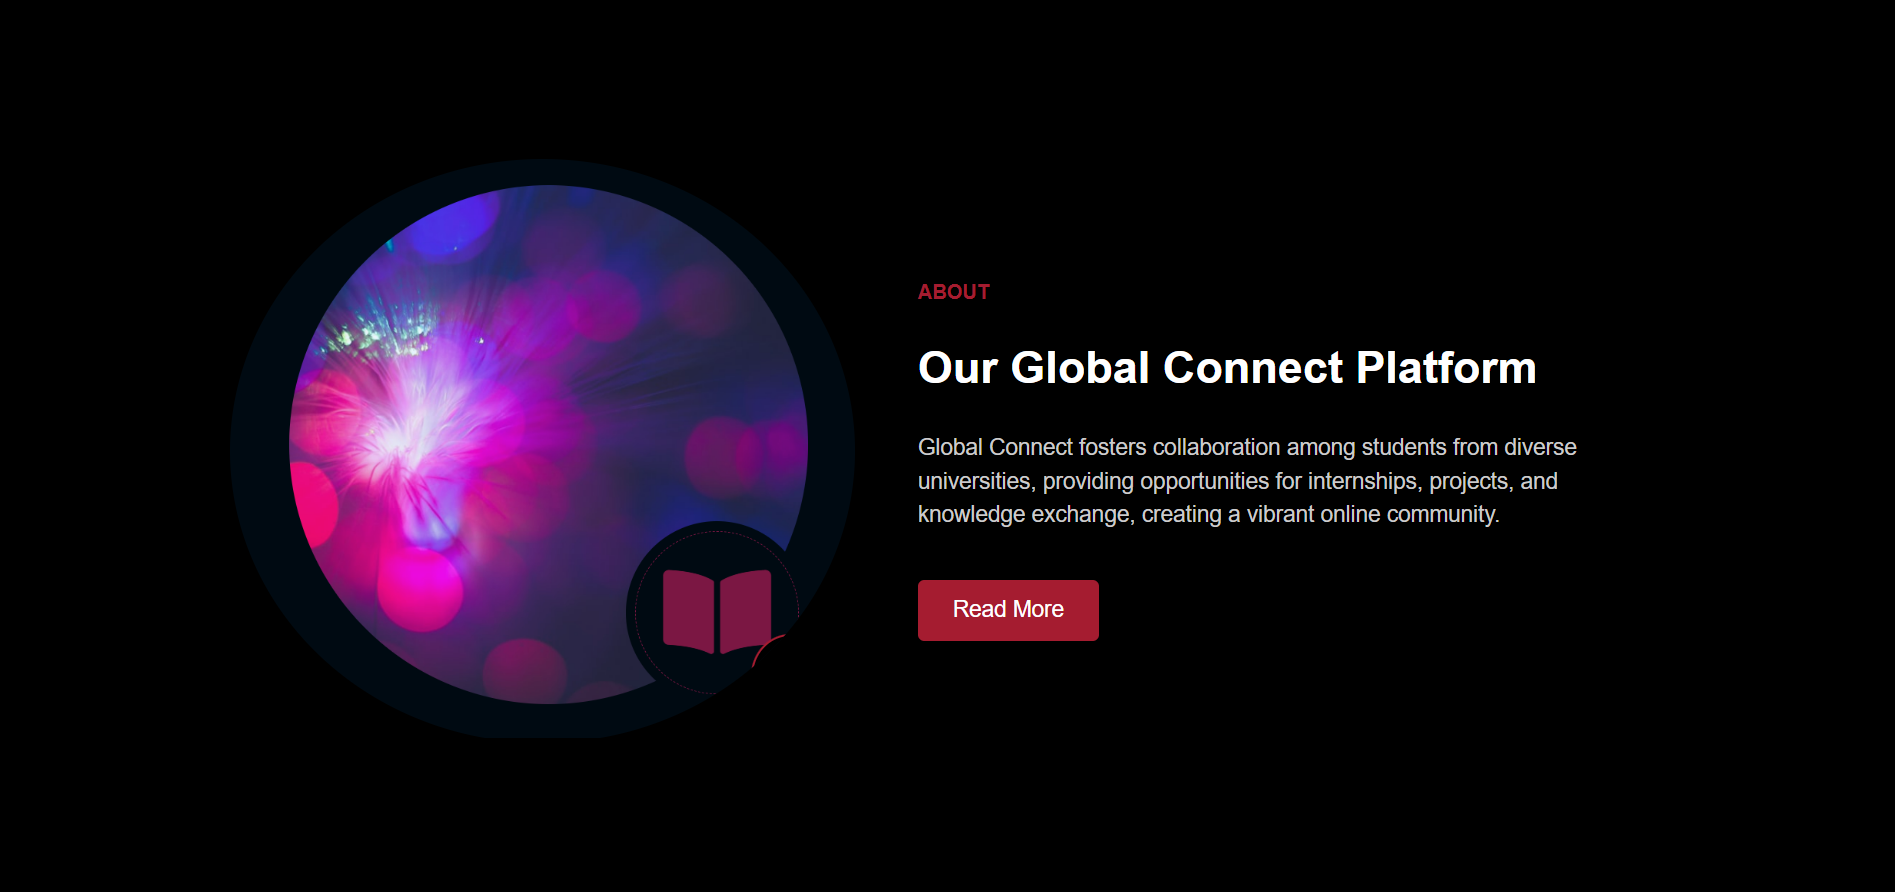 ABOUT
Our Global Connect Platform
Global Connect fosters collaboration among students from diverse
universities, providing opportunities for internships, projects, and
knowledge exchange, creating a vibrant online community.
Read More